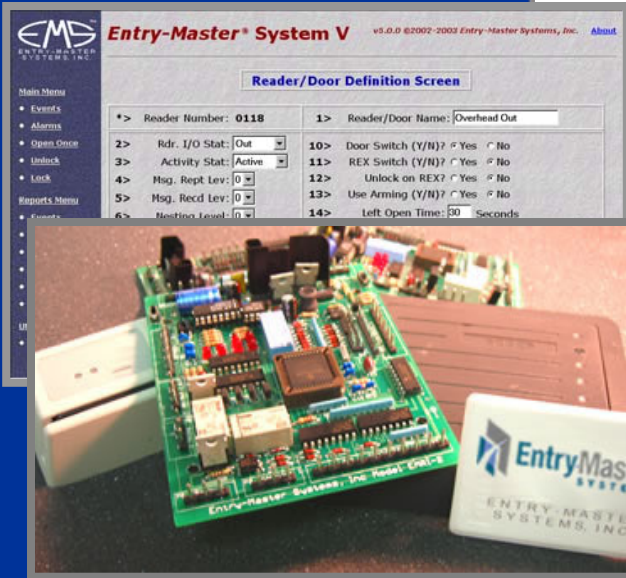 EMS
ENTRY-MASTER
SYSTEMS, INC.
Entry-Master® System V
v5.0.0 ©2002-2003 Entry-Master Systems, Inc.
About
Reader/Door Definition Screen
Main Menu
Events
Alarms
Open Once
Unlock
Lock
Reports Menu
Events
*> Reader Number: 0118
1> Reader/Door Name: Overhead Out
2> Rdr. I/O Stat: Out
3> Activity Stat: Active
4> Msg. Rept Lev: 0
5> Msg. Recd Lev: 0
6> Nesting Level: 0
10> Door Switch (Y/N)? Yes No
11> REX Switch (Y/N)? Yes No
12> Unlock on REX? Yes No
13> Use Arming (Y/N)? Yes No
14> Left Open Time: 30 Seconds
Entry-Master Systems, Inc Model EMRI-S
EntryMas
SYSTE
ENTRY-MASTE
SYSTEMS, INC